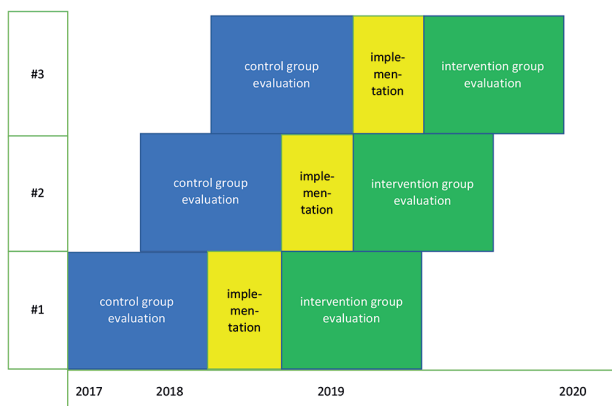 #3
control group
evaluation
imple-
men-
tation
intervention group
evaluation
#2
control group
evaluation
imple-
men-
tation
intervention group
evaluation
#1
control group
evaluation
imple-
men-
tation
intervention group
evaluation
2017 2018 2019 2020